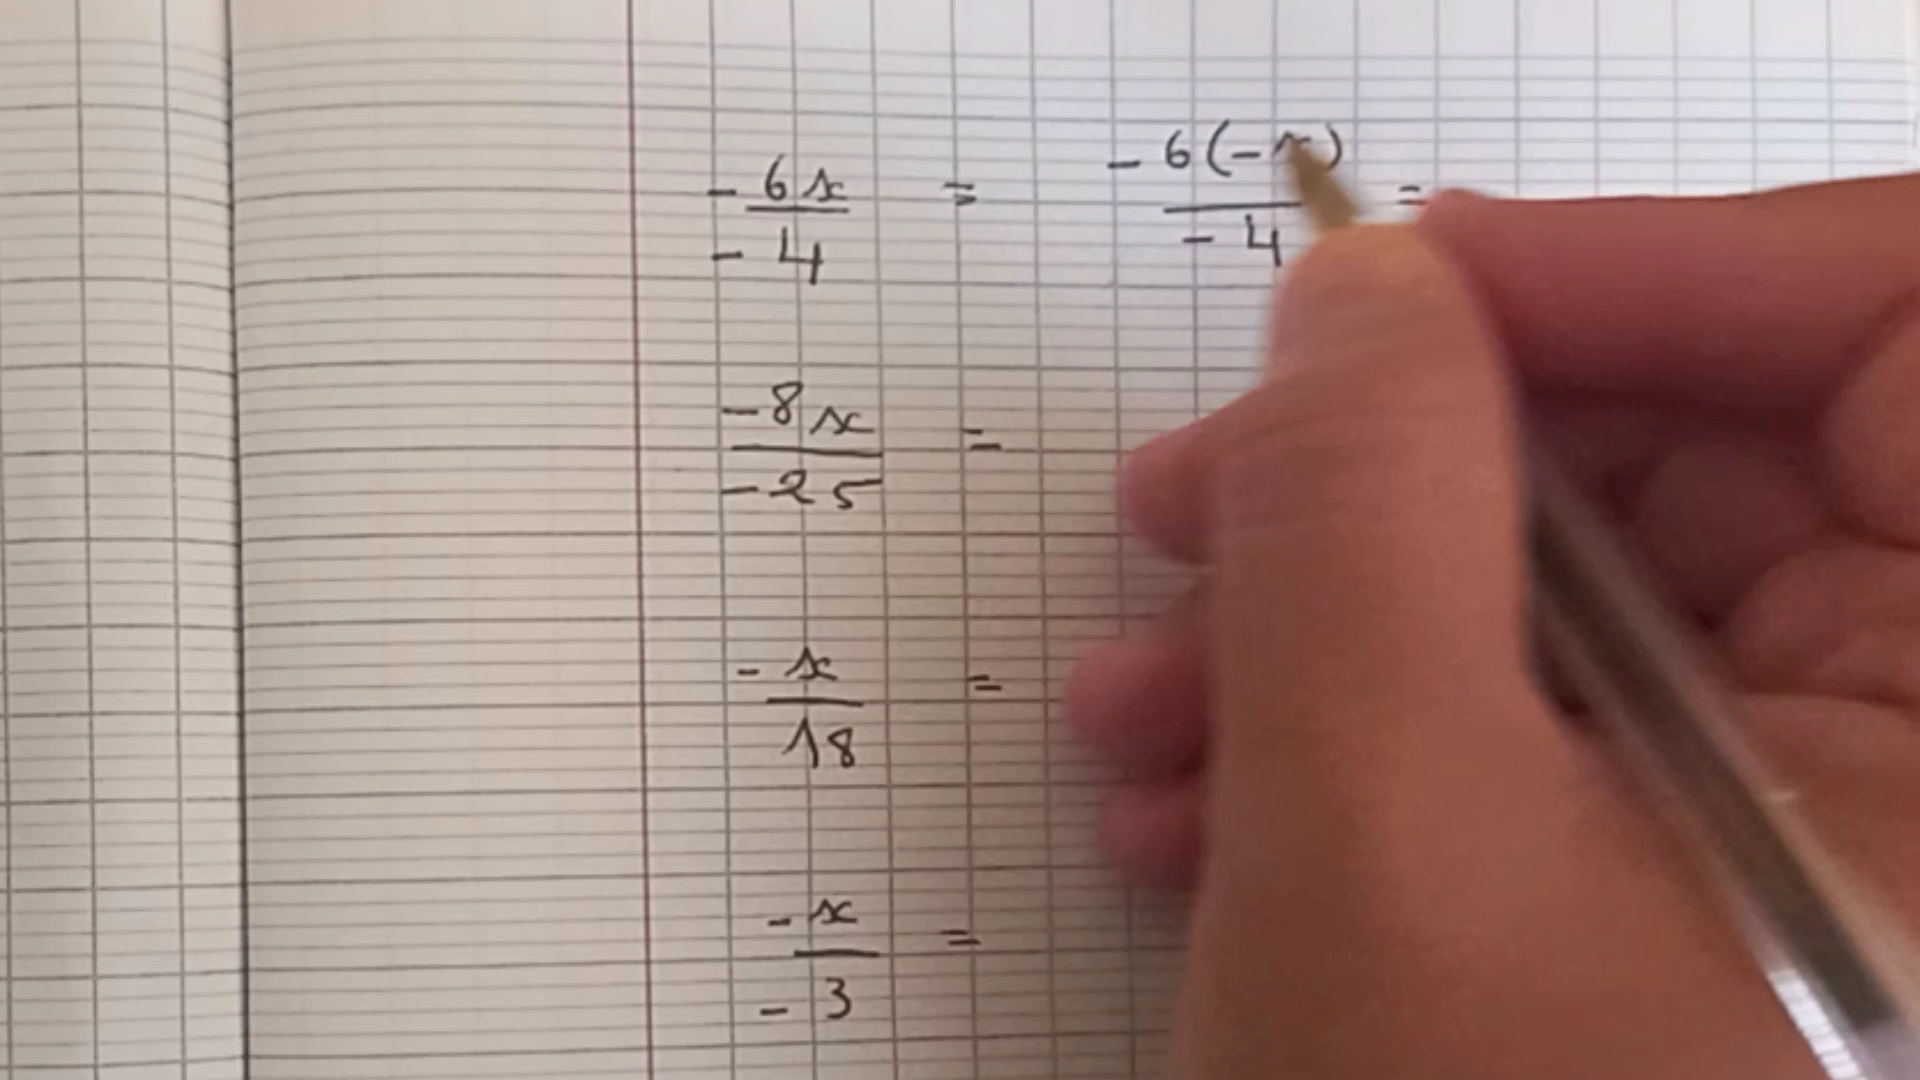 - 6x = - 6(-x) =
- 4 - 4
-8x =
-25
- x =
18
- x =
- 3